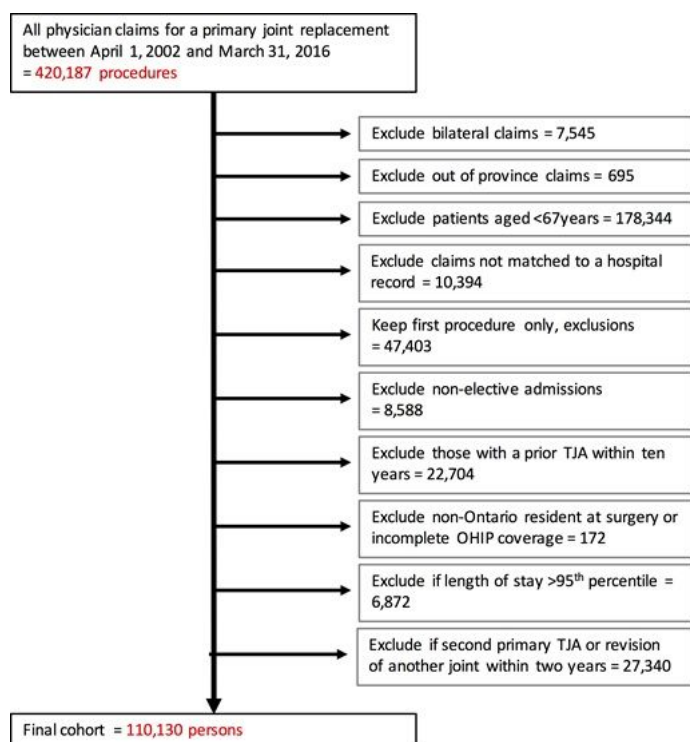 All physician claims for a primary joint replacement
between April 1, 2002 and March 31, 2016
= 420,187 procedures
Exclude bilateral claims = 7,545
Exclude out of province claims = 695
Exclude patients aged <67years = 178,344
Exclude claims not matched to a hospital
record = 10,394
Keep first procedure only, exclusions
= 47,403
Exclude non-elective admissions
= 8,588
Exclude those with a prior TJA within ten
years = 22,704
Exclude non-Ontario resident at surgery or
incomplete OHIP coverage = 172
Exclude if length of stay >95th percentile =
6,872
Exclude if second primary TJA or revision
of another joint within two years = 27,340
Final cohort = 110,130 persons